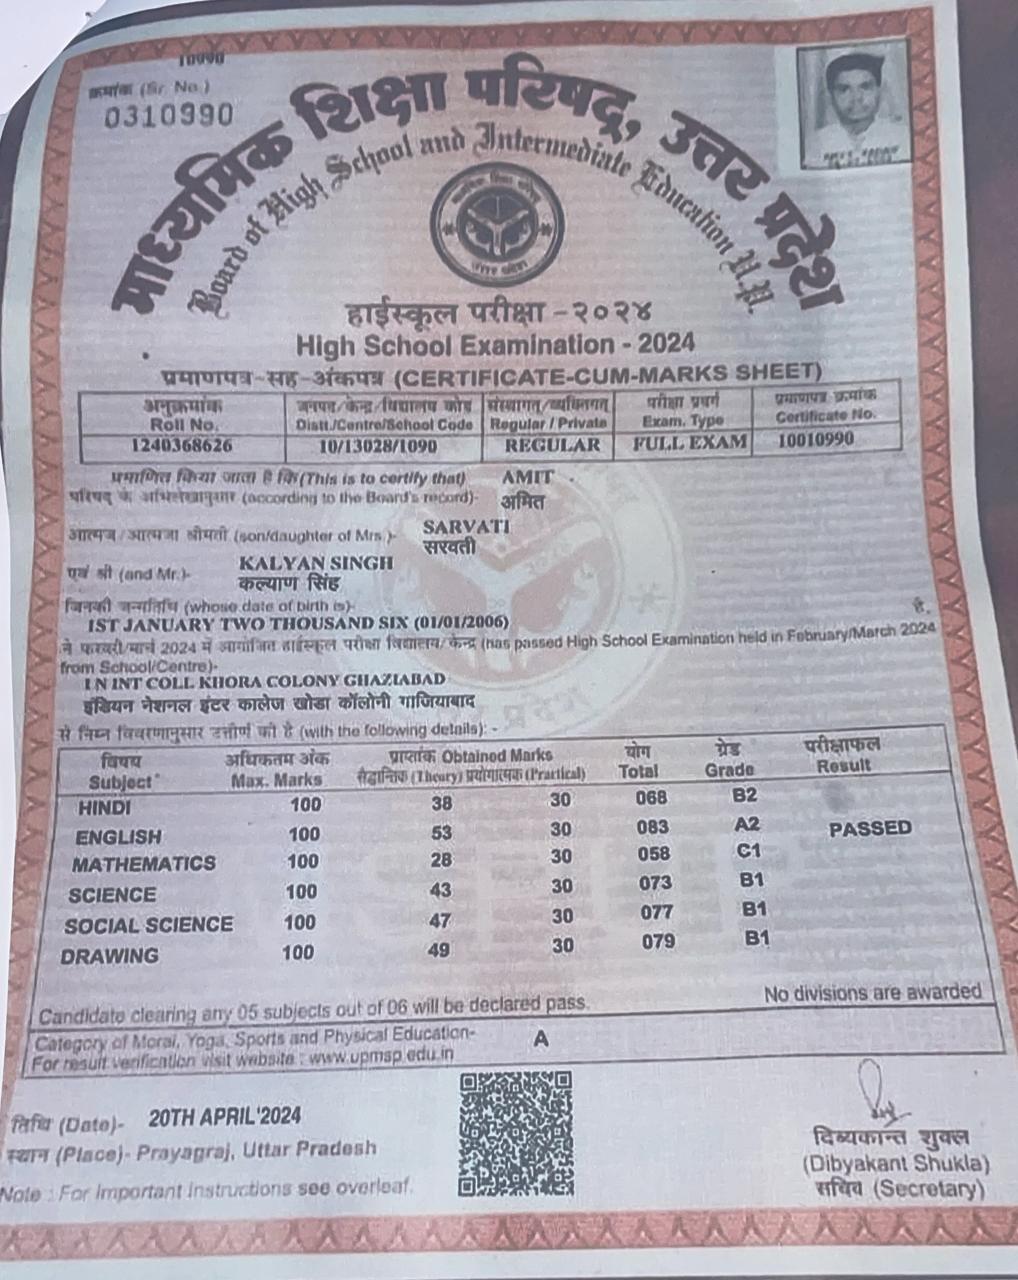 10990
क्रमांक (Sr. No.)
0310990
माध्यमिक शिक्षा परिषद्, उत्तर प्रदेश
Board of High School and Intermediate Education U.P.
हाईस्कूल परीक्षा - २०२४
High School Examination - 2024
प्रमाणपत्र-सह-अंकपत्र (CERTIFICATE-CUM-MARKS SHEET)
अनुक्रमांक जनपद/केन्द्र/विद्यालय कोड संस्थागत/व्यक्तिगत परीक्षा प्रवर्ग प्रमाणपत्र क्रमांक
Roll No. Distt./Centre/School Code Regular / Private Exam. Type Certificate No.
1240368626 10/13028/1090 REGULAR FULL EXAM 10010990
प्रमाणित किया जाता है कि(This is to certify that) AMIT
परिषद् के अभिलेखानुसार (according to the Board's record)- अमित
आत्मज/आत्मजा श्रीमती (son/daughter of Mrs.)- SARVATI
सरवती
एवं श्री (and Mr.)- KALYAN SINGH
कल्याण सिंह
जिनकी जन्मतिथि (whose date of birth is)- है,
1ST JANUARY TWO THOUSAND SIX (01/01/2006)
ने फरवरी/मार्च 2024 में आयोजित हाईस्कूल परीक्षा विद्यालय/केन्द्र (has passed High School Examination held in February/March 2024
from School/Centre)-
I N INT COLL KHORA COLONY GHAZIABAD
इंडियन नेशनल इंटर कालेज खोडा कॉलोनी गाजियाबाद
से निम्न विवरणानुसार उत्तीर्ण की है (with the following details): -
विषय अधिकतम अंक प्राप्तांक Obtained Marks योग ग्रेड परीक्षाफल
Subject Max. Marks सैद्धान्तिक (Theory) प्रयोगात्मक (Practical) Total Grade Result
HINDI 100 38 30 068 B2
ENGLISH 100 53 30 083 A2 PASSED
MATHEMATICS 100 28 30 058 C1
SCIENCE 100 43 30 073 B1
SOCIAL SCIENCE 100 47 30 077 B1
DRAWING 100 49 30 079 B1
No divisions are awarded
Candidate clearing any 05 subjects out of 06 will be declared pass.
Category of Moral, Yoga, Sports and Physical Education- A
For result verification visit website : www.upmsp.edu.in
तिथि (Date)- 20TH APRIL'2024
स्थान (Place)- Prayagraj, Uttar Pradesh
Note : For Important Instructions see overleaf.
दिब्यकान्त शुक्ल
(Dibyakant Shukla)
सचिव (Secretary)